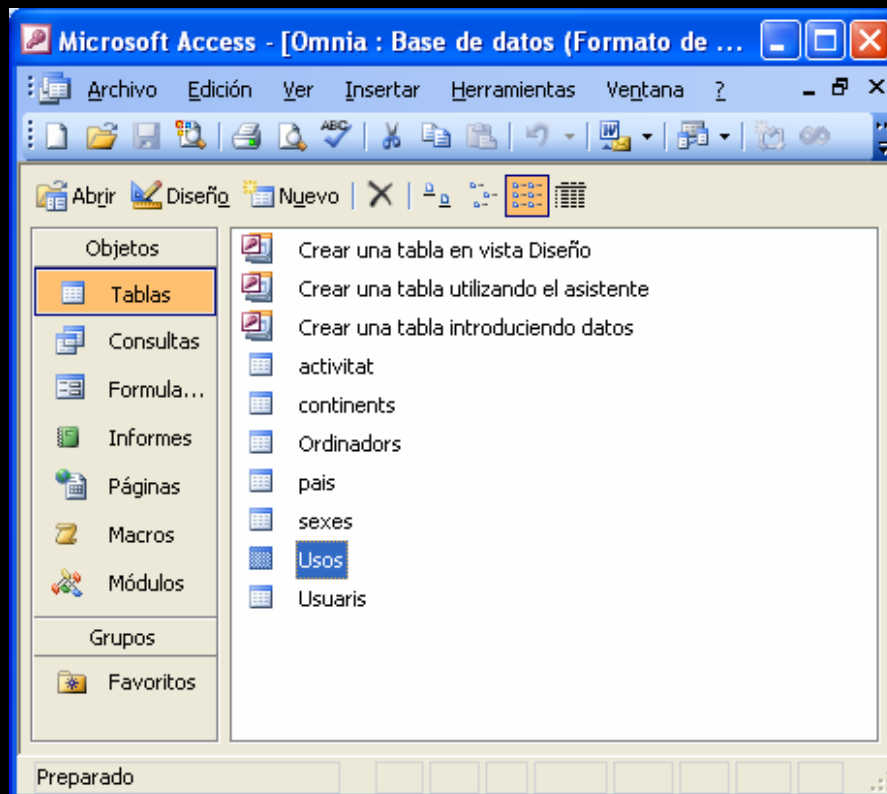 Microsoft Access - [Omnia : Base de datos (Formato de ...
Archivo Edición Ver Insertar Herramientas Ventana ?
ABC W
Abrir Diseño Nuevo
Objetos
Tablas
Consultas
Formula...
Informes
Páginas
Macros
Módulos
Grupos
Favoritos
Crear una tabla en vista Diseño
Crear una tabla utilizando el asistente
Crear una tabla introduciendo datos
activitat
continents
Ordinadors
pais
sexes
Usos
Usuaris
Preparado